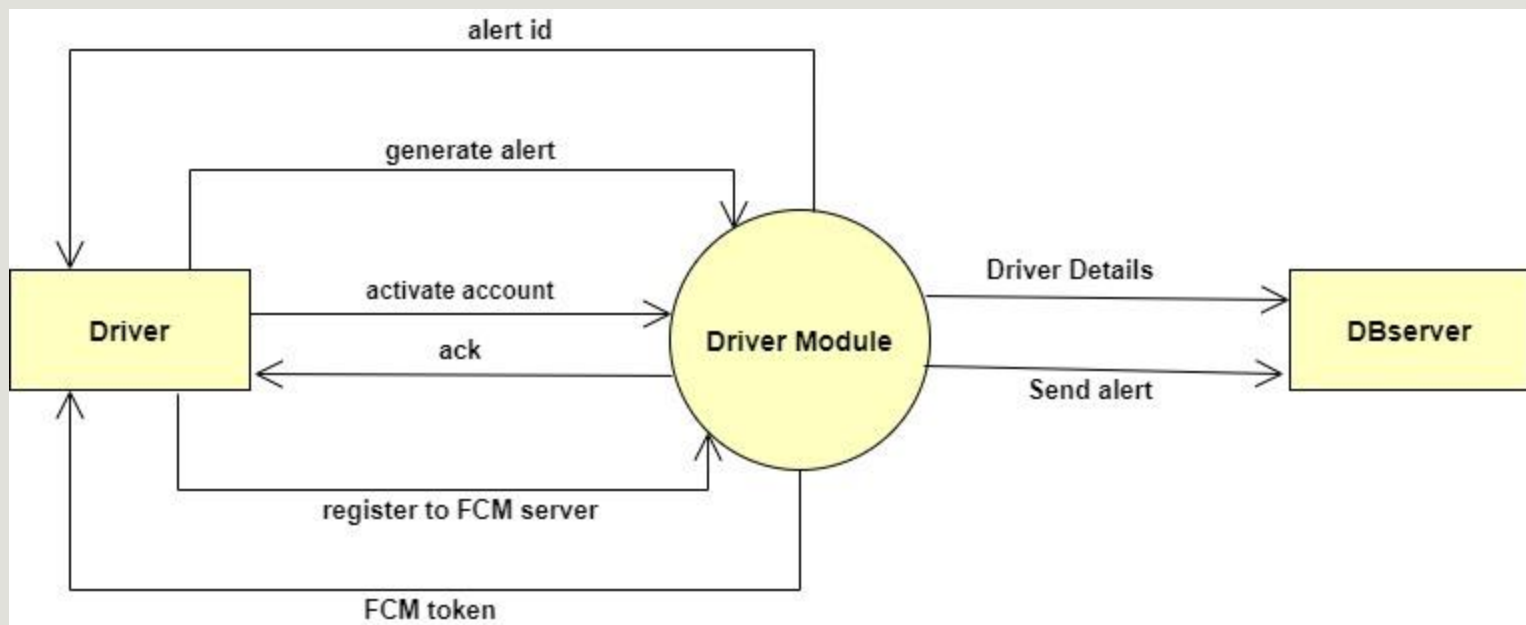 alert id
generate alert
activate account
Driver Details
Driver
Driver Module
DBserver
ack
Send alert
register to FCM server
FCM token